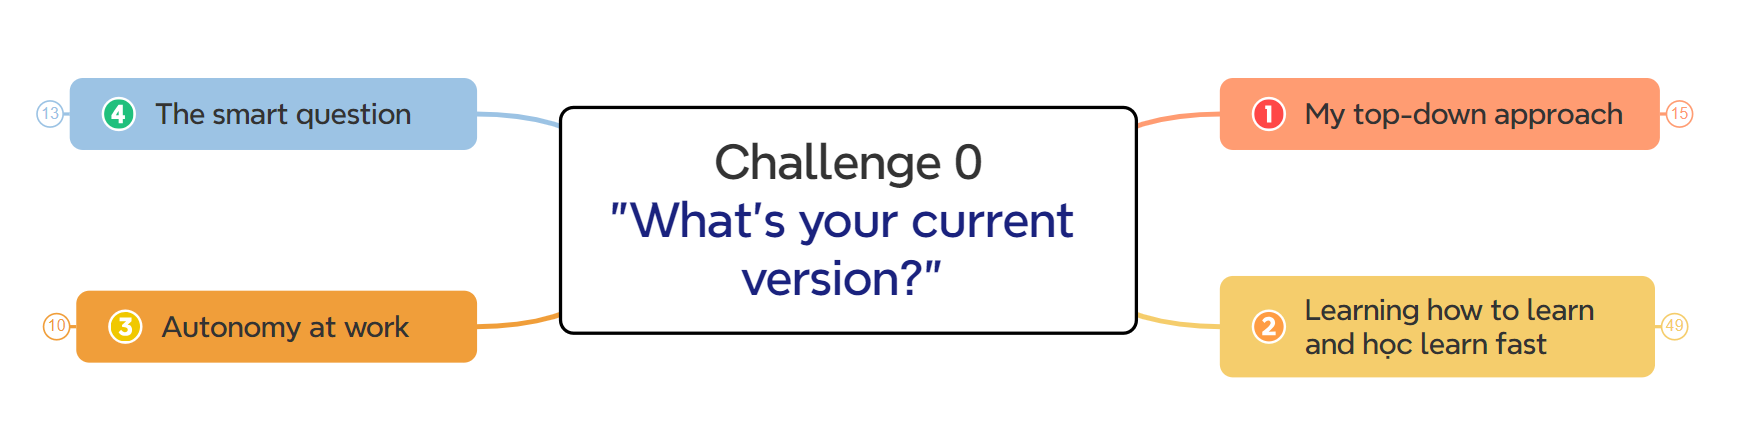 Challenge 0
"What's your current
version?"
1 My top-down approach
15
2 Learning how to learn
and học learn fast
49
3 Autonomy at work
10
4 The smart question
13